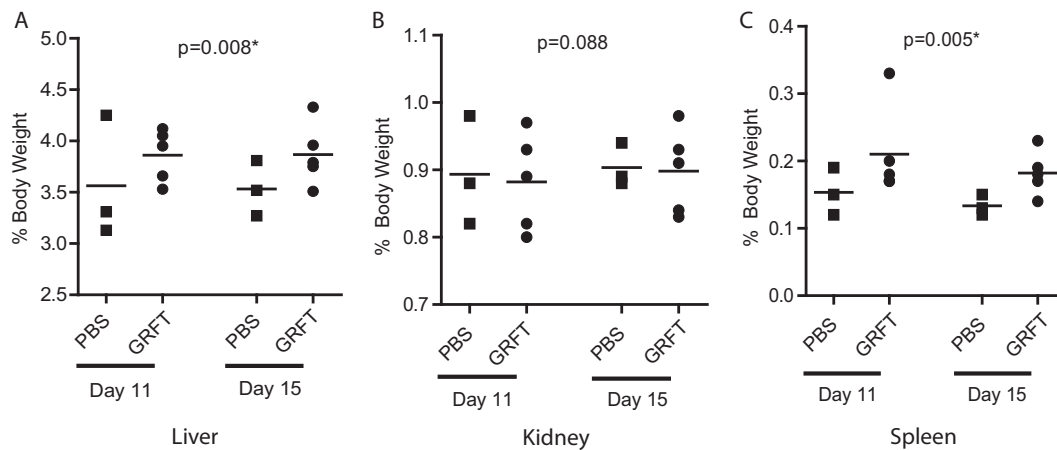 A
p=0.008*
% Body Weight
5.0
4.5
4.0
3.5
3.0
2.5
PBS
GRFT
PBS
GRFT
Day 11
Day 15
Liver
B
p=0.088
% Body Weight
1.1
1.0
0.9
0.8
0.7
PBS
GRFT
PBS
GRFT
Day 11
Day 15
Kidney
C
p=0.005*
% Body Weight
0.4
0.3
0.2
0.1
0.0
PBS
GRFT
PBS
GRFT
Day 11
Day 15
Spleen